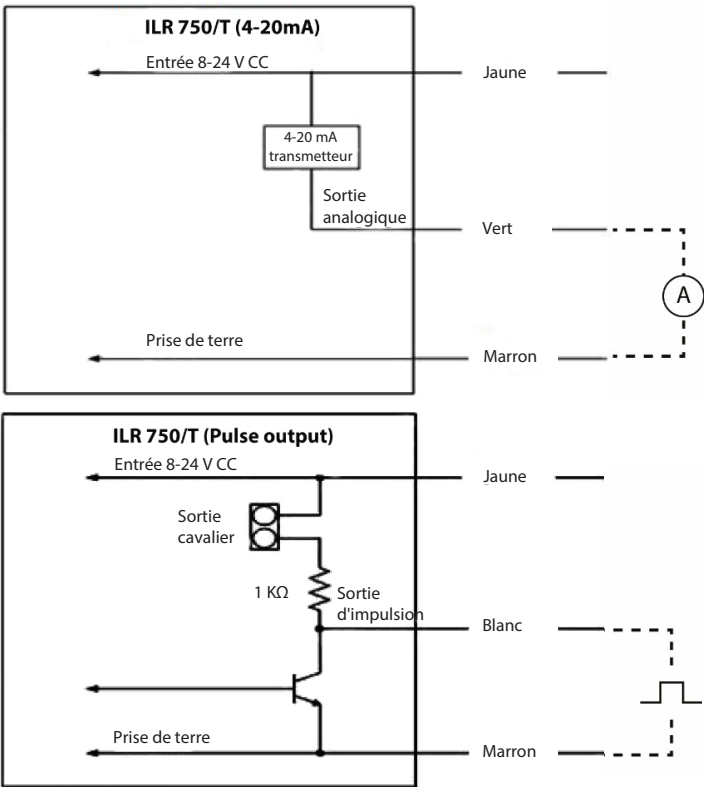 ILR 750/T (4-20mA)
Entrée 8-24 V CC
Jaune
4-20 mA
transmetteur
Sortie
analogique
Vert
A
Prise de terre
Marron
ILR 750/T (Pulse output)
Entrée 8-24 V CC
Jaune
Sortie
cavalier
1 KΩ
Sortie
d'impulsion
Blanc
Prise de terre
Marron